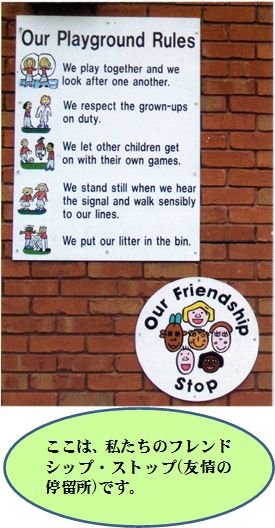 Our Playground Rules
We play together and we
look after one another.
We respect the grown-ups
on duty.
We let other children get
on with their own games.
We stand still when we hear
the signal and walk sensibly
to our lines.
We put our litter in the bin.
Our Friendship
Stop
ここは、私たちのフレンド
シップ・ストップ(友情の
停留所)です。